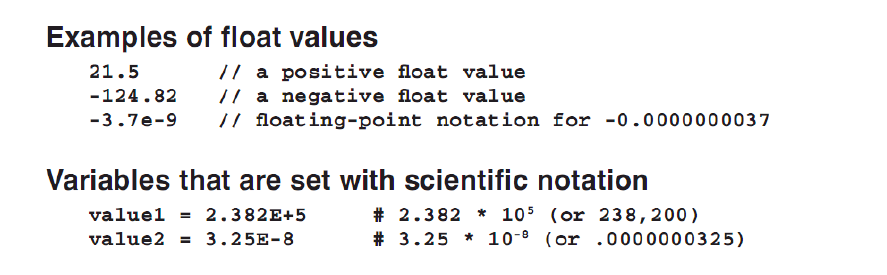 Examples of float values
21.5 // a positive float value
-124.82 // a negative float value
-3.7e-9 // floating-point notation for -0.0000000037
Variables that are set with scientific notation
value1 = 2.382E+5 # 2.382 * 10⁵ (or 238,200)
value2 = 3.25E-8 # 3.25 * 10⁻⁸ (or .0000000325)